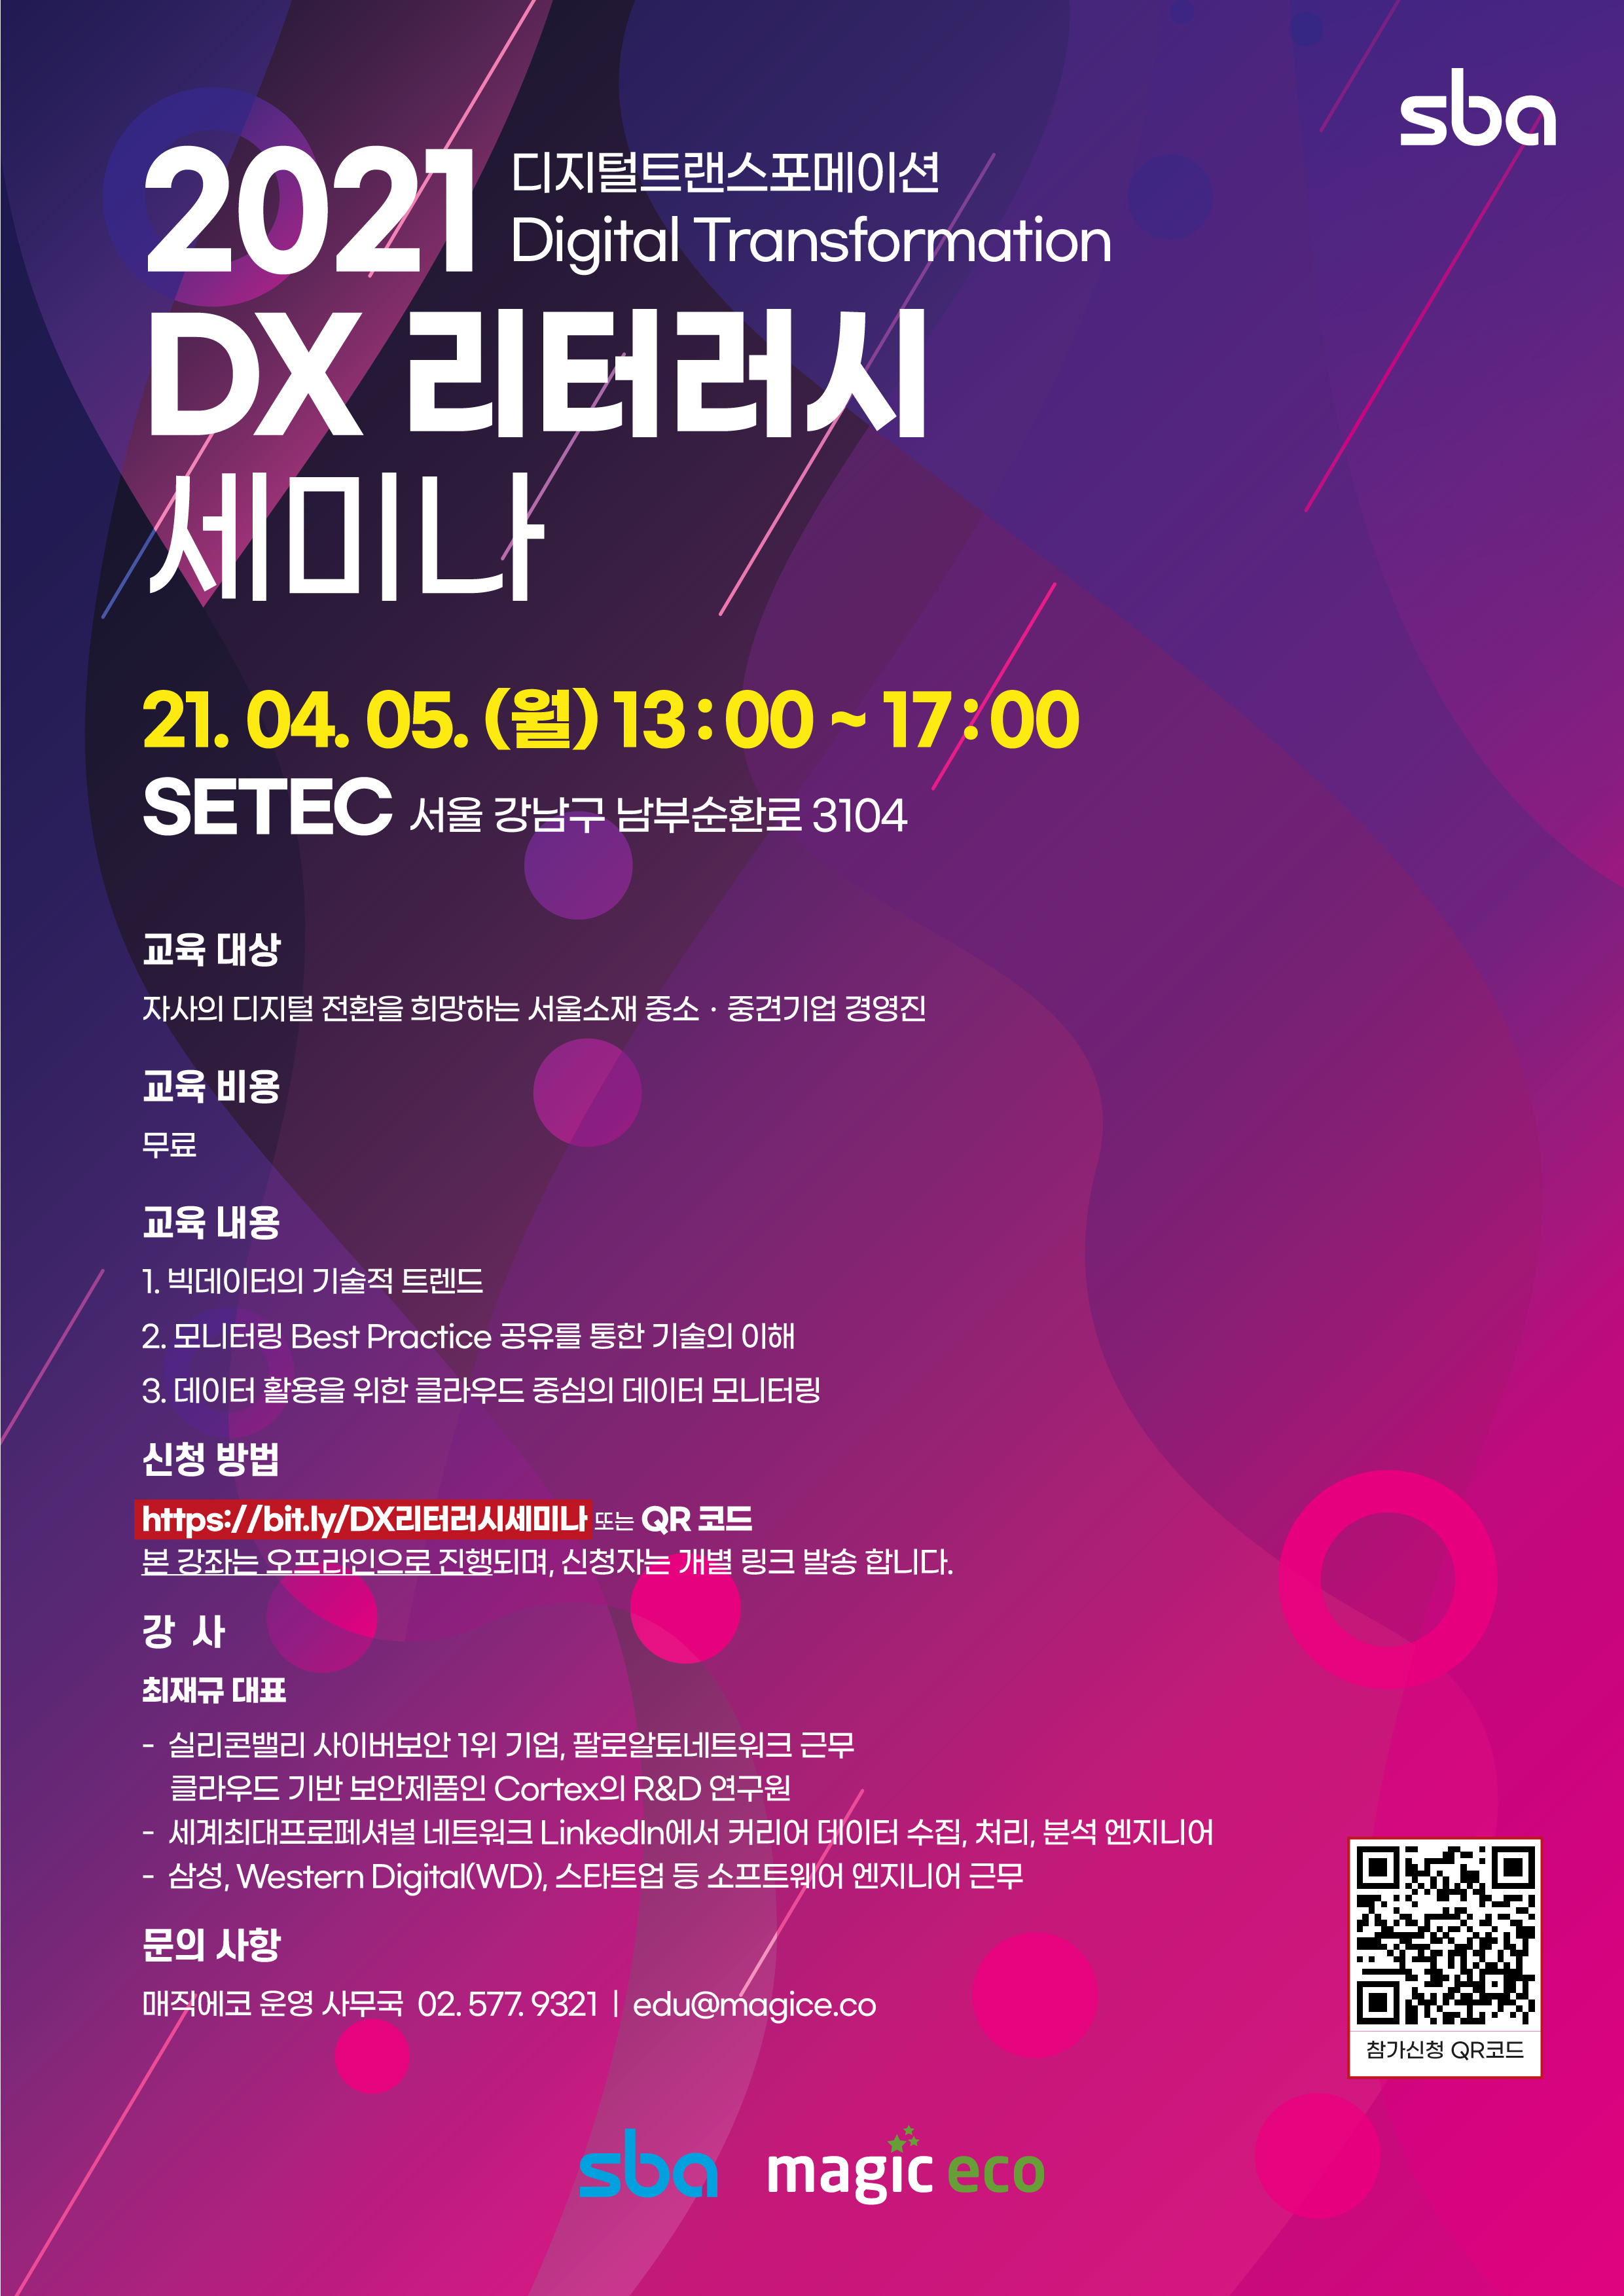 sba
2021 디지털트랜스포메이션
Digital Transformation
DX 리터러시
세미나
21. 04. 05. (월) 13:00 ~ 17:00
SETEC 서울 강남구 남부순환로 3104
교육 대상
자사의 디지털 전환을 희망하는 서울소재 중소 · 중견기업 경영진
교육 비용
무료
교육 내용
1. 빅데이터의 기술적 트렌드
2. 모니터링 Best Practice 공유를 통한 기술의 이해
3. 데이터 활용을 위한 클라우드 중심의 데이터 모니터링
신청 방법
https://bit.ly/DX리터러시세미나 또는 QR 코드
본 강좌는 오프라인으로 진행되며, 신청자는 개별 링크 발송 합니다.
강 사
최재규 대표
- 실리콘밸리 사이버보안 1위 기업, 팔로알토네트워크 근무
클라우드 기반 보안제품인 Cortex의 R&D 연구원
- 세계최대프로페셔널 네트워크 LinkedIn에서 커리어 데이터 수집, 처리, 분석 엔지니어
- 삼성, Western Digital(WD), 스타트업 등 소프트웨어 엔지니어 근무
문의 사항
매직에코 운영 사무국 02. 577. 9321 | edu@magice.co
참가신청 QR코드
sba magic eco